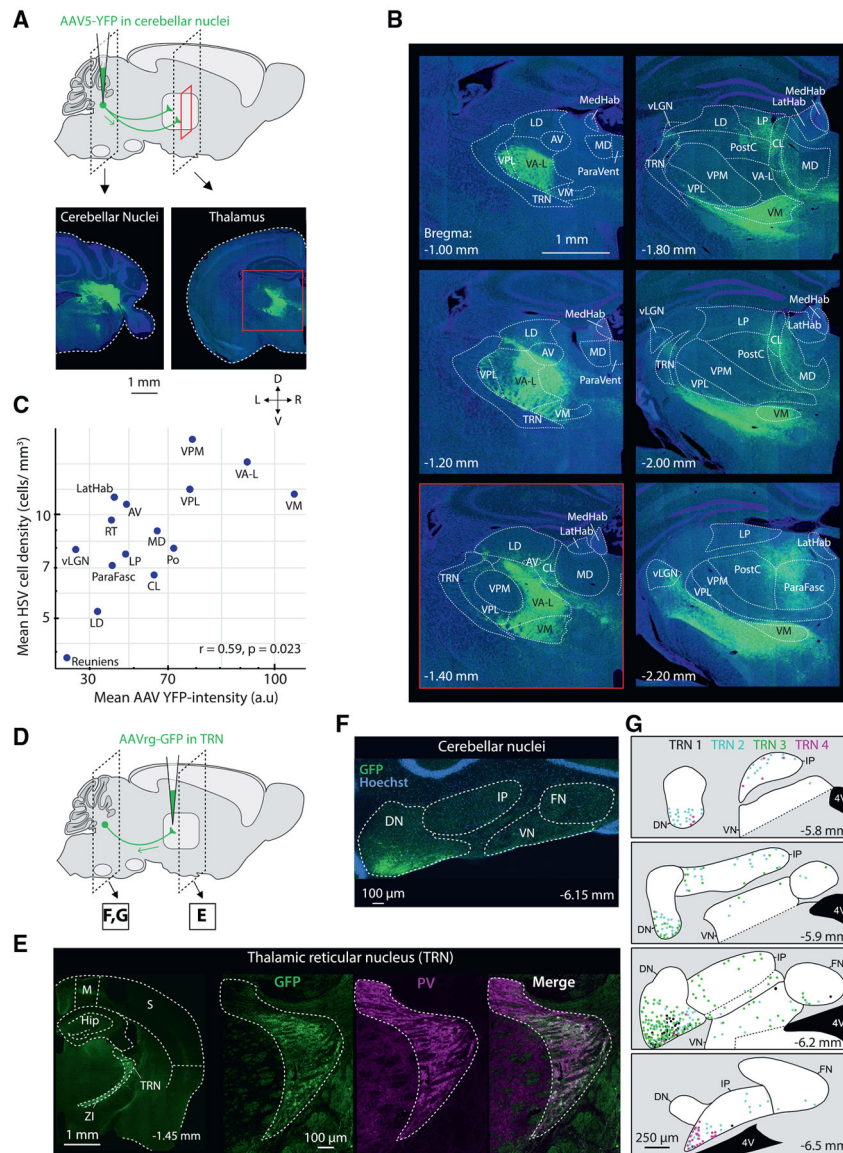 A
AAV5-YFP in cerebellar nuclei
Cerebellar Nuclei
Thalamus
1 mm
D
L R
V
B
LD
AV
VPL
VA-L
VM
TRN
MedHab
MD
ParaVent
Bregma:
-1.00 mm
1 mm
vLGN
LD
LP
MedHab
LatHab
CL
PostC
MD
TRN
VPM
VA-L
VPL
VM
-1.80 mm
LD
AV
VPL
VA-L
VM
TRN
MedHab
MD
ParaVent
-1.20 mm
vLGN
LP
MedHab
LatHab
CL
TRN
PostC
VPM
MD
VPL
VM
-2.00 mm
MedHab
LatHab
LD
AV
CL
TRN
MD
VPM
VA-L
VPL
VM
-1.40 mm
LP
LatHab
vLGN
PostC
VPM
ParaFasc
VPL
VM
-2.20 mm
C
Mean HSV cell density (cells/ mm³)
10
7
5
VPM
VA-L
LatHab
VPL
VM
AV
RT
MD
vLGN
LP
Po
ParaFasc
CL
LD
Reuniens
r = 0.59, p = 0.023
30
70
100
Mean AAV YFP-intensity (a.u)
D
AAVrg-GFP in TRN
F,G
E
E
Thalamic reticular nucleus (TRN)
M
S
Hip
TRN
ZI
1 mm
-1.45 mm
GFP
100 µm
PV
Merge
F
Cerebellar nuclei
GFP
Hoechst
IP
FN
DN
VN
100 µm
-6.15 mm
G
TRN 1 TRN 2 TRN 3 TRN 4
IP
DN
VN
4V
-5.8 mm
IP
DN
VN
4V
-5.9 mm
DN
IP
FN
VN
4V
-6.2 mm
IP
FN
DN
4V
250 µm
-6.5 mm